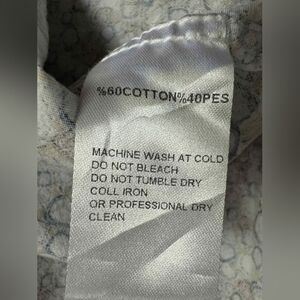 %60COTTON%40PES
MACHINE WASH AT COLD
DO NOT BLEACH
DO NOT TUMBLE DRY
COLL IRON
OR PROFESSIONAL DRY
CLEAN